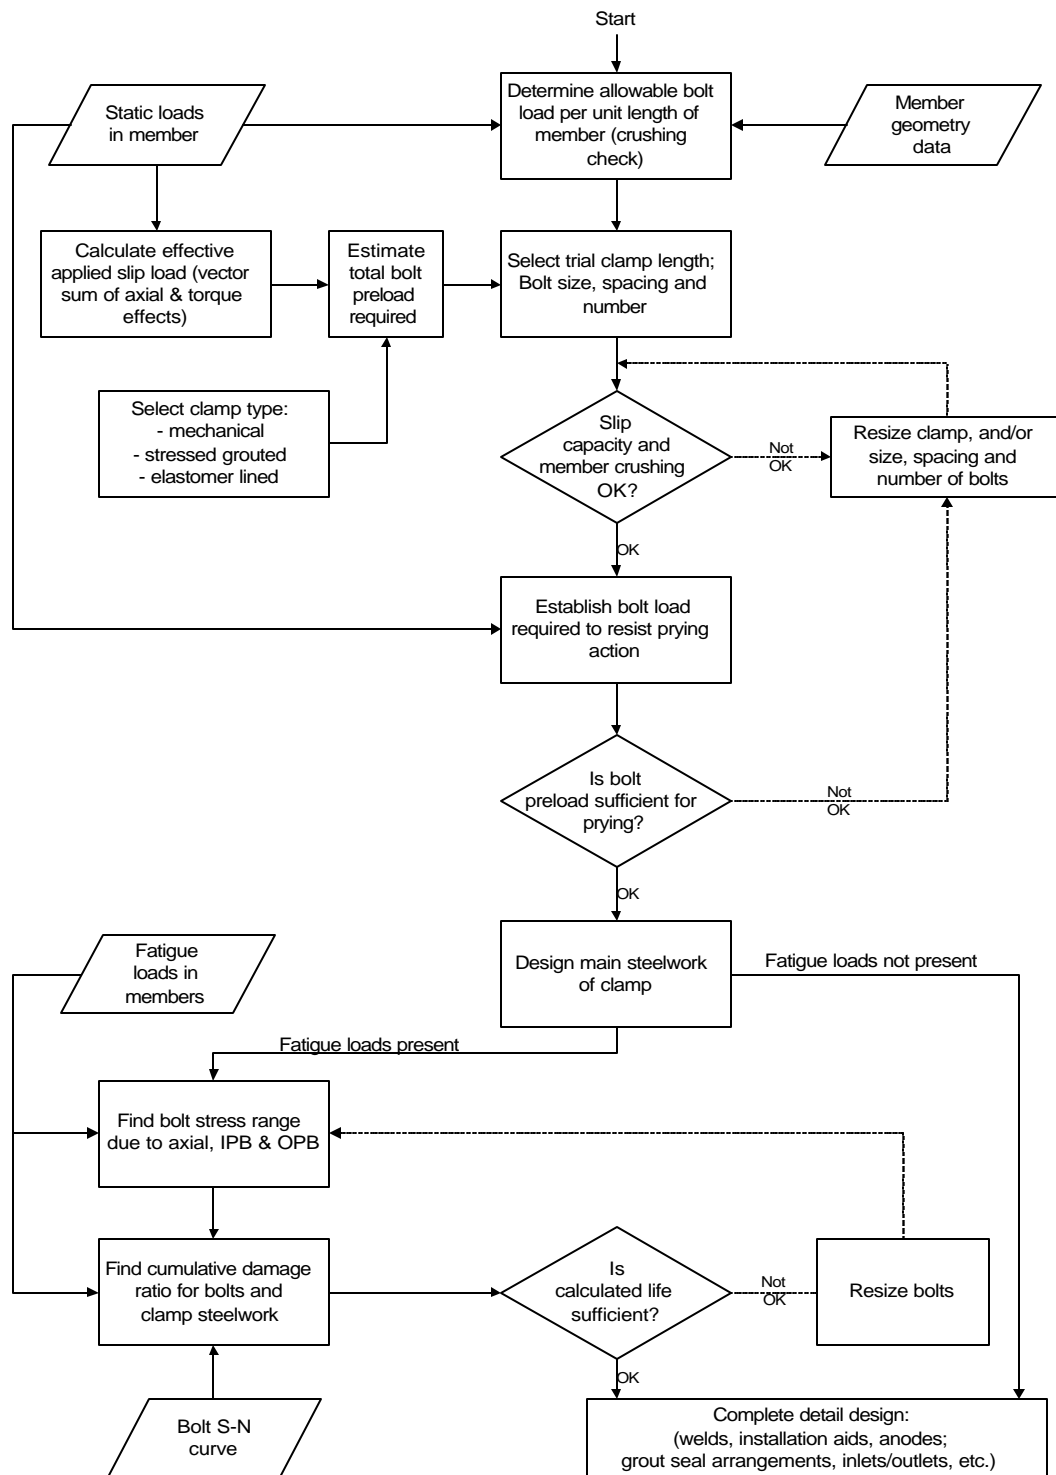 Start
Static loads
in member
Determine allowable bolt
load per unit length of
member (crushing
check)
Member
geometry
data
Calculate effective
applied slip load (vector
sum of axial & torque
effects)
Estimate
total bolt
preload
required
Select trial clamp length;
Bolt size, spacing and
number
Select clamp type:
- mechanical
- stressed grouted
- elastomer lined
Slip
capacity and
member crushing
OK?
Not
OK
Resize clamp, and/or
size, spacing and
number of bolts
OK
Establish bolt load
required to resist prying
action
Is bolt
preload sufficient for
prying?
Not
OK
OK
Fatigue
loads in
members
Design main steelwork
of clamp
Fatigue loads not present
Fatigue loads present
Find bolt stress range
due to axial, IPB & OPB
Find cumulative damage
ratio for bolts and
clamp steelwork
Is
calculated life
sufficient?
Not
OK
Resize bolts
OK
Bolt S-N
curve
Complete detail design:
(welds, installation aids, anodes;
grout seal arrangements, inlets/outlets, etc.)